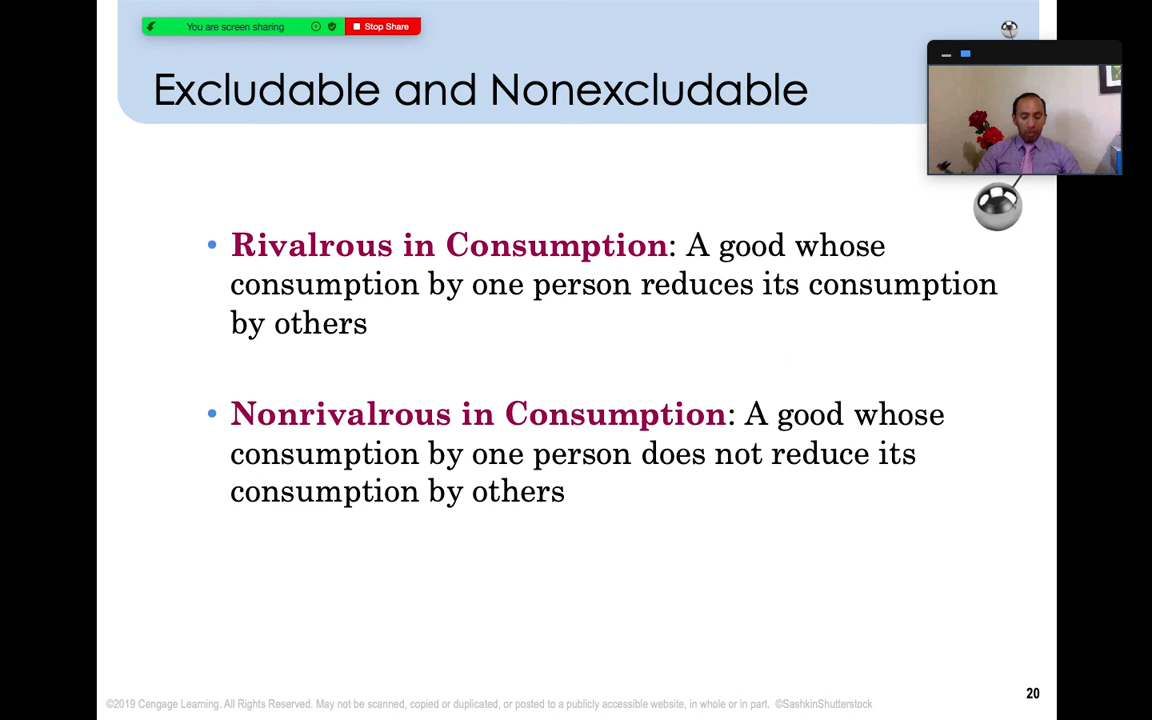 You are screen sharing
Stop Share
Excludable and Nonexcludable
• Rivalrous in Consumption: A good whose
consumption by one person reduces its consumption
by others
• Nonrivalrous in Consumption: A good whose
consumption by one person does not reduce its
consumption by others
20
©2019 Cengage Learning. All Rights Reserved. May not be scanned, copied or duplicated, or posted to a publicly accessible website, in whole or in part. ©SashkinShutterstock